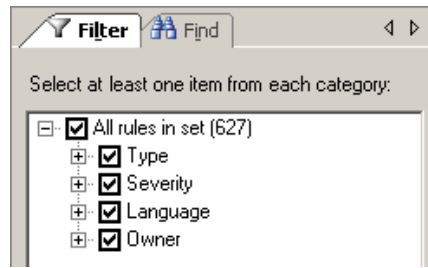 Filter Find
Select at least one item from each category:
All rules in set (627)
Type
Severity
Language
Owner